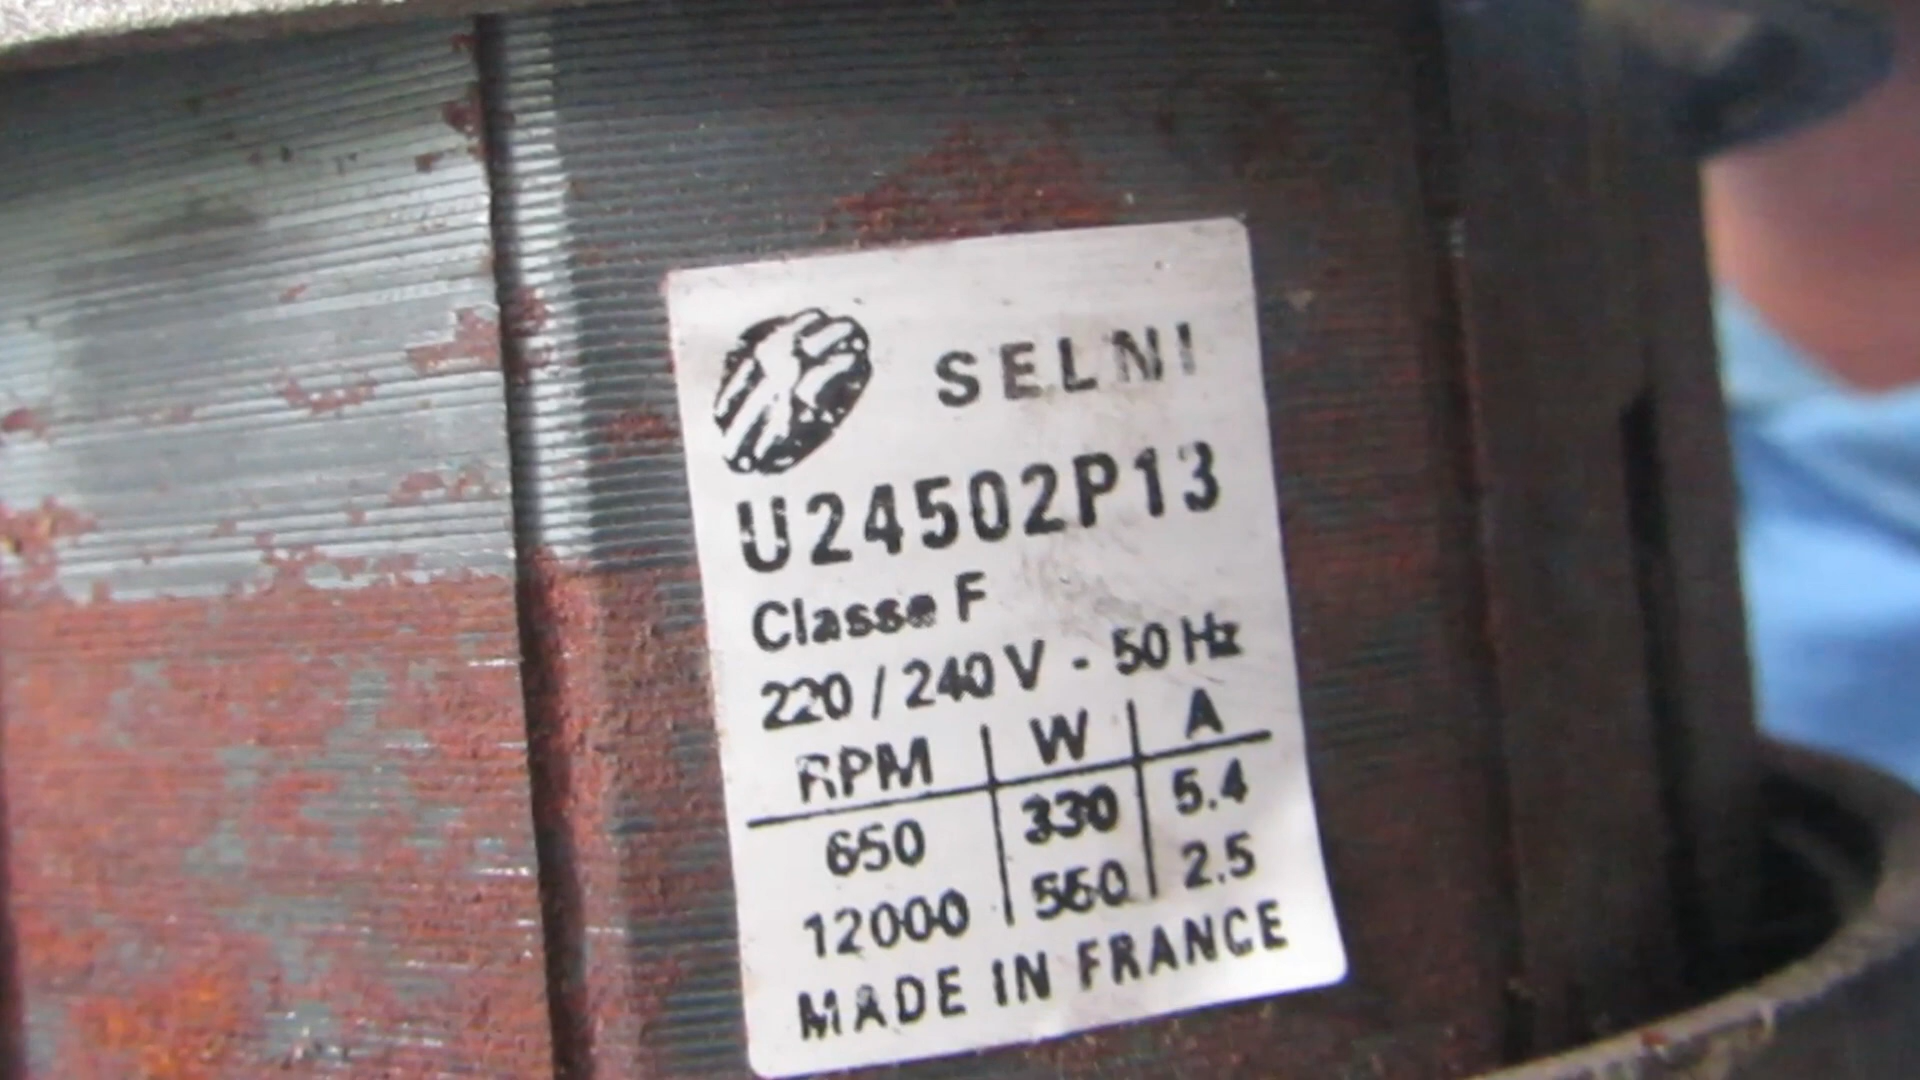 SELNI
U24502P13
Classe F
220 / 240 V - 50 Hz
RPM W A
650 330 5.4
12000 560 2.5
MADE IN FRANCE